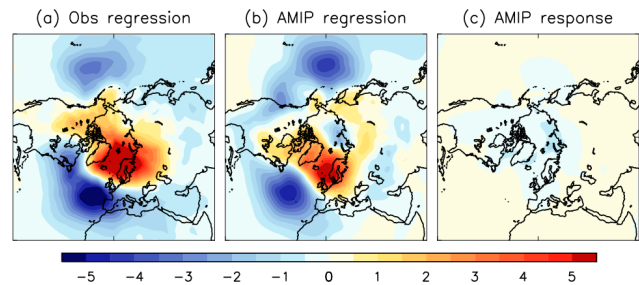 (a) Obs regression (b) AMIP regression (c) AMIP response
-5 -4 -3 -2 -1 0 1 2 3 4 5